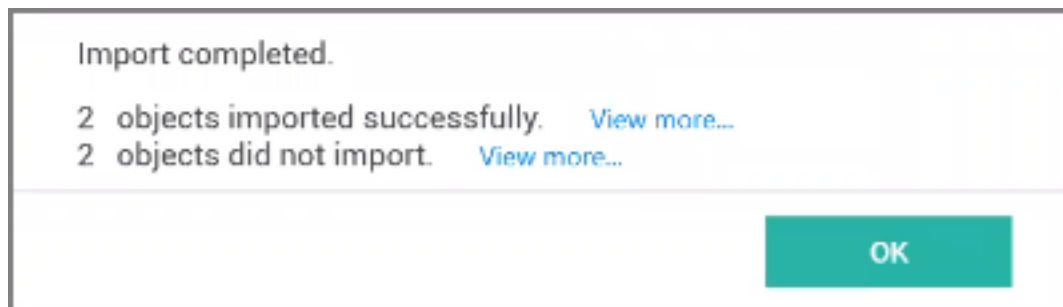 Import completed.
2 objects imported successfully. View more...
2 objects did not import. View more...
OK